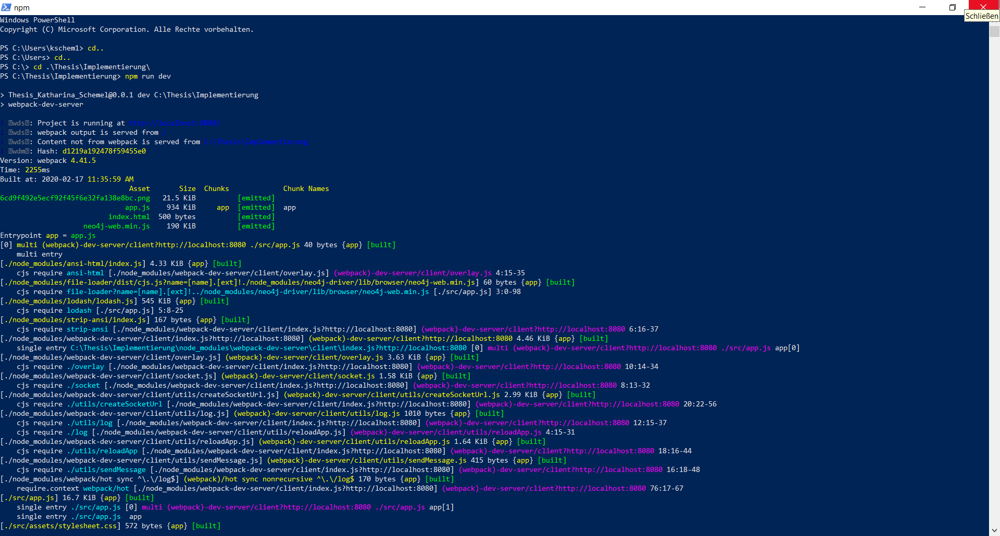 npm
Schließen
Windows PowerShell
Copyright (C) Microsoft Corporation. Alle Rechte vorbehalten.
PS C:\Users\kschem1> cd..
PS C:\Users> cd..
PS C:\> cd .\Thesis\Implementierung\
PS C:\Thesis\Implementierung> npm run dev
> Thesis_Katharina_Schemel@0.0.1 dev C:\Thesis\Implementierung
> webpack-dev-server
i ｢wds｣: Project is running at http://localhost:8080/
i ｢wds｣: webpack output is served from /
i ｢wds｣: Content not from webpack is served from C:\Thesis\Implementierung
i ｢wdm｣: Hash: d1219a192478f59455e0
Version: webpack 4.41.5
Time: 2255ms
Built at: 2020-02-17 11:35:59 AM
Asset Size Chunks Chunk Names
6cd9f492e5ecf92f45f6e32fa138e8bc.png 21.5 KiB [emitted]
app.js 934 KiB app [emitted] app
index.html 500 bytes [emitted]
neo4j-web.min.js 190 KiB [emitted]
Entrypoint app = app.js
[0] multi (webpack)-dev-server/client?http://localhost:8080 ./src/app.js 40 bytes {app} [built]
multi entry
[./node_modules/ansi-html/index.js] 4.33 KiB {app} [built]
cjs require ansi-html [./node_modules/webpack-dev-server/client/overlay.js] (webpack)-dev-server/client/overlay.js 4:15-35
[./node_modules/file-loader/dist/cjs.js?name=[name].[ext]!./node_modules/neo4j-driver/lib/browser/neo4j-web.min.js] 60 bytes {app} [built]
cjs require file-loader?name=[name].[ext]!../node_modules/neo4j-driver/lib/browser/neo4j-web.min.js [./src/app.js] 3:0-98
[./node_modules/lodash/lodash.js] 545 KiB {app} [built]
cjs require lodash [./src/app.js] 5:8-25
[./node_modules/strip-ansi/index.js] 167 bytes {app} [built]
cjs require strip-ansi [./node_modules/webpack-dev-server/client/index.js?http://localhost:8080] (webpack)-dev-server/client?http://localhost:8080 6:16-37
[./node_modules/webpack-dev-server/client/index.js?http://localhost:8080] (webpack)-dev-server/client?http://localhost:8080 4.46 KiB {app} [built]
single entry C:\Thesis\Implementierung\node_modules\webpack-dev-server\client\index.js?http://localhost:8080 [0] multi (webpack)-dev-server/client?http://localhost:8080 ./src/app.js app[0]
[./node_modules/webpack-dev-server/client/overlay.js] (webpack)-dev-server/client/overlay.js 3.63 KiB {app} [built]
cjs require ./overlay [./node_modules/webpack-dev-server/client/index.js?http://localhost:8080] (webpack)-dev-server/client?http://localhost:8080 10:14-34
[./node_modules/webpack-dev-server/client/socket.js] (webpack)-dev-server/client/socket.js 1.58 KiB {app} [built]
cjs require ./socket [./node_modules/webpack-dev-server/client/index.js?http://localhost:8080] (webpack)-dev-server/client?http://localhost:8080 8:13-32
[./node_modules/webpack-dev-server/client/utils/createSocketUrl.js] (webpack)-dev-server/client/utils/createSocketUrl.js 2.99 KiB {app} [built]
cjs require ./utils/createSocketUrl [./node_modules/webpack-dev-server/client/index.js?http://localhost:8080] (webpack)-dev-server/client?http://localhost:8080 20:22-56
[./node_modules/webpack-dev-server/client/utils/log.js] (webpack)-dev-server/client/utils/log.js 1010 bytes {app} [built]
cjs require ./utils/log [./node_modules/webpack-dev-server/client/index.js?http://localhost:8080] (webpack)-dev-server/client?http://localhost:8080 12:15-37
cjs require ./log [./node_modules/webpack-dev-server/client/utils/reloadApp.js] (webpack)-dev-server/client/utils/reloadApp.js 4:15-31
[./node_modules/webpack-dev-server/client/utils/reloadApp.js] (webpack)-dev-server/client/utils/reloadApp.js 1.64 KiB {app} [built]
cjs require ./utils/reloadApp [./node_modules/webpack-dev-server/client/index.js?http://localhost:8080] (webpack)-dev-server/client?http://localhost:8080 18:16-44
[./node_modules/webpack-dev-server/client/utils/sendMessage.js] (webpack)-dev-server/client/utils/sendMessage.js 415 bytes {app} [built]
cjs require ./utils/sendMessage [./node_modules/webpack-dev-server/client/index.js?http://localhost:8080] (webpack)-dev-server/client?http://localhost:8080 16:18-48
[./node_modules/webpack/hot sync ^\.\/log$] (webpack)/hot sync nonrecursive ^\.\/log$ 170 bytes {app} [built]
require.context webpack/hot [./node_modules/webpack-dev-server/client/index.js?http://localhost:8080] (webpack)-dev-server/client?http://localhost:8080 76:17-67
[./src/app.js] 16.7 KiB {app} [built]
single entry ./src/app.js [0] multi (webpack)-dev-server/client?http://localhost:8080 ./src/app.js app[1]
single entry ./src/app.js app
[./src/assets/stylesheet.css] 572 bytes {app} [built]